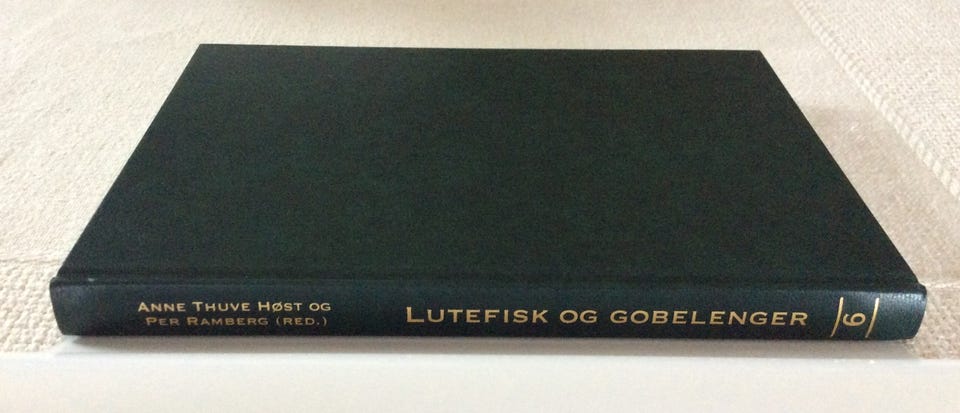 ANNE THUVE HØST OG
PER RAMBERG (RED.)
LUTEFISK OG GOBELENGER
6